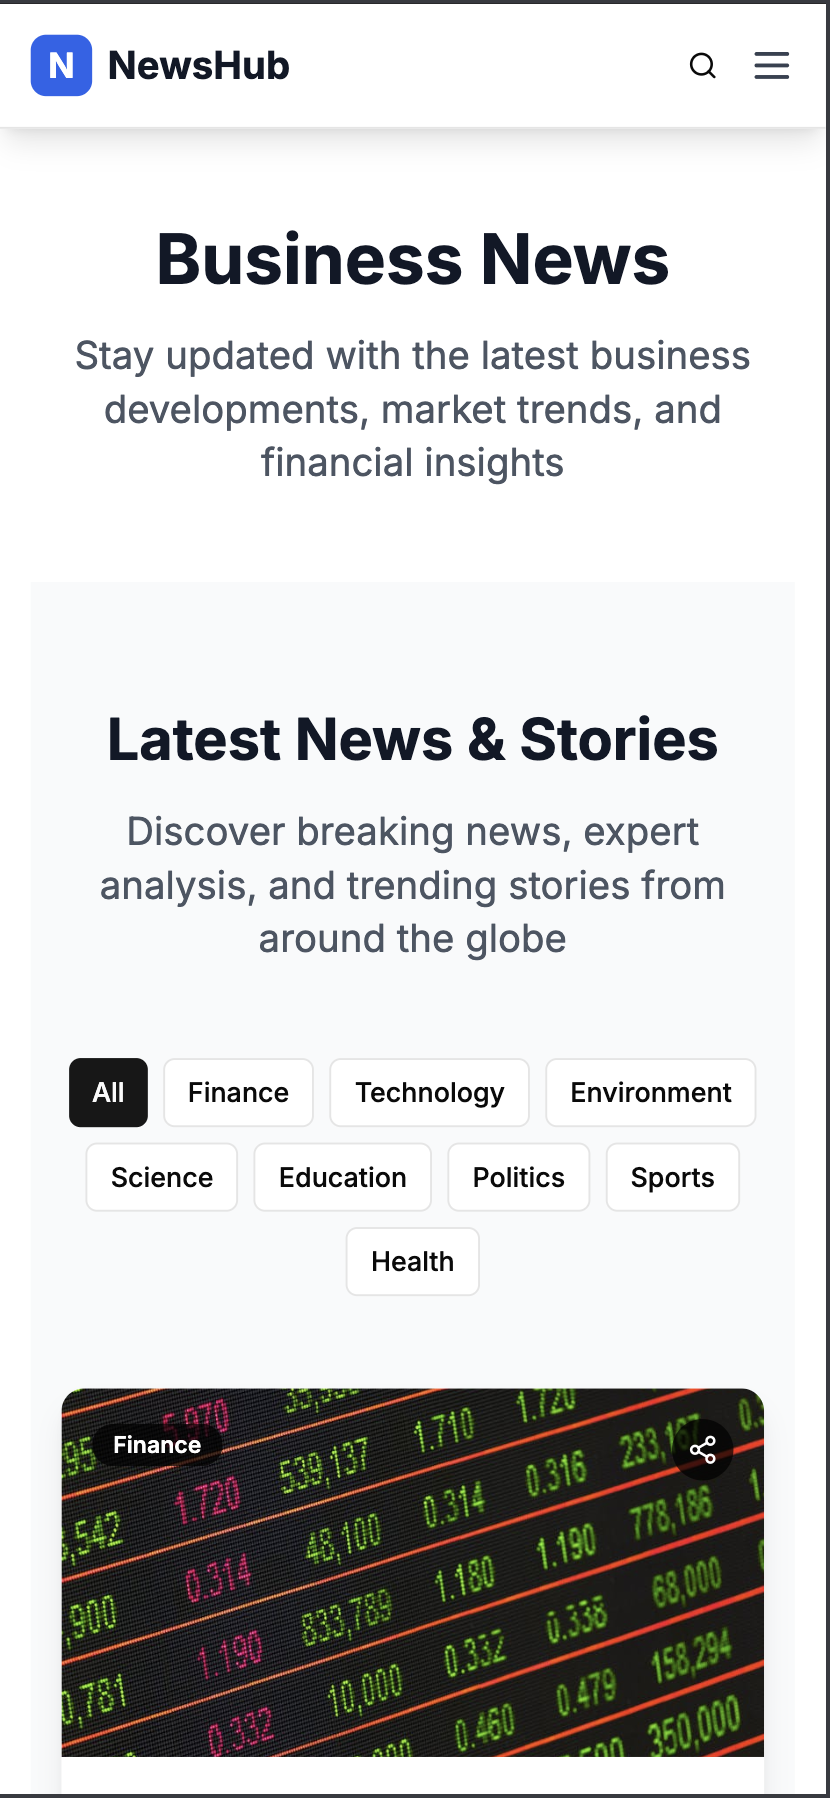 N NewsHub
Business News
Stay updated with the latest business
developments, market trends, and
financial insights
Latest News & Stories
Discover breaking news, expert
analysis, and trending stories from
around the globe
All Finance Technology Environment
Science Education Politics Sports
Health
Finance
5.970 1.710 1.720
539,137 233,167
,542 1.720 0.314 0.316
48,100 778,186
,900 0.314 1.180 1.190
833,789 68,000
0,781 1.190 0.332 0.338
10,000 158,294
0.332 0.460 0.479
350,000